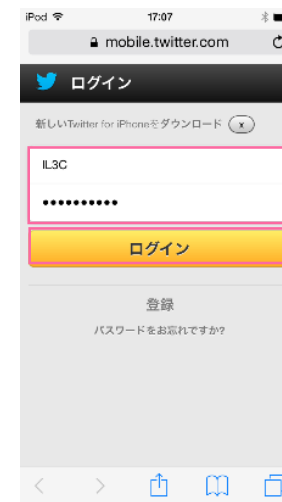 iPod 17:07
mobile.twitter.com
ログイン
新しいTwitter for iPhoneをダウンロード x
IL3C
••••••••••
ログイン
登録
パスワードをお忘れですか?